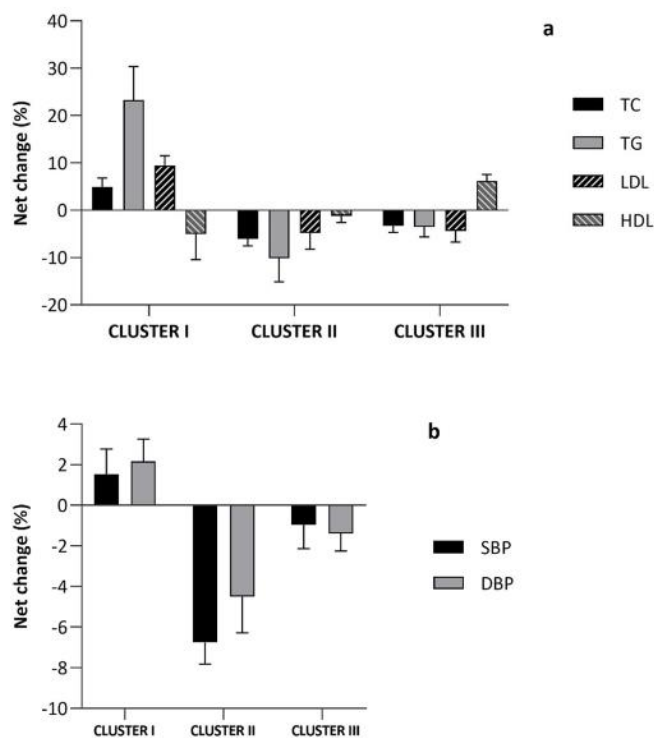 a
Net change (%)
40
30
20
10
0
-10
-20
CLUSTER I
CLUSTER II
CLUSTER III
TC
TG
LDL
HDL
b
Net change (%)
4
2
0
-2
-4
-6
-8
-10
CLUSTER I
CLUSTER II
CLUSTER III
SBP
DBP